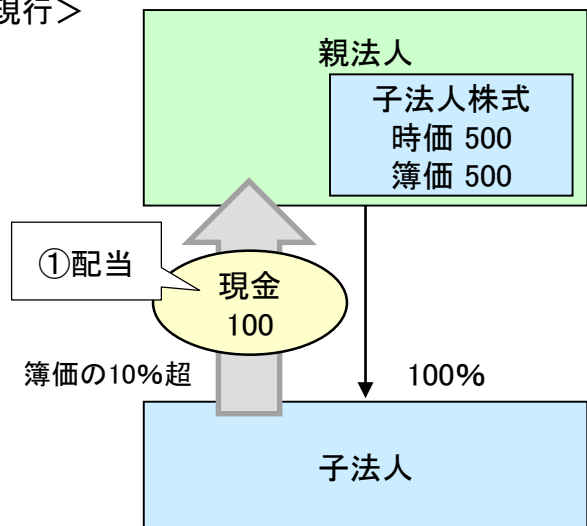 現行＞
親法人
子法人株式
時価 500
簿価 500
①配当
現金
100
簿価の10％超
100％
子法人